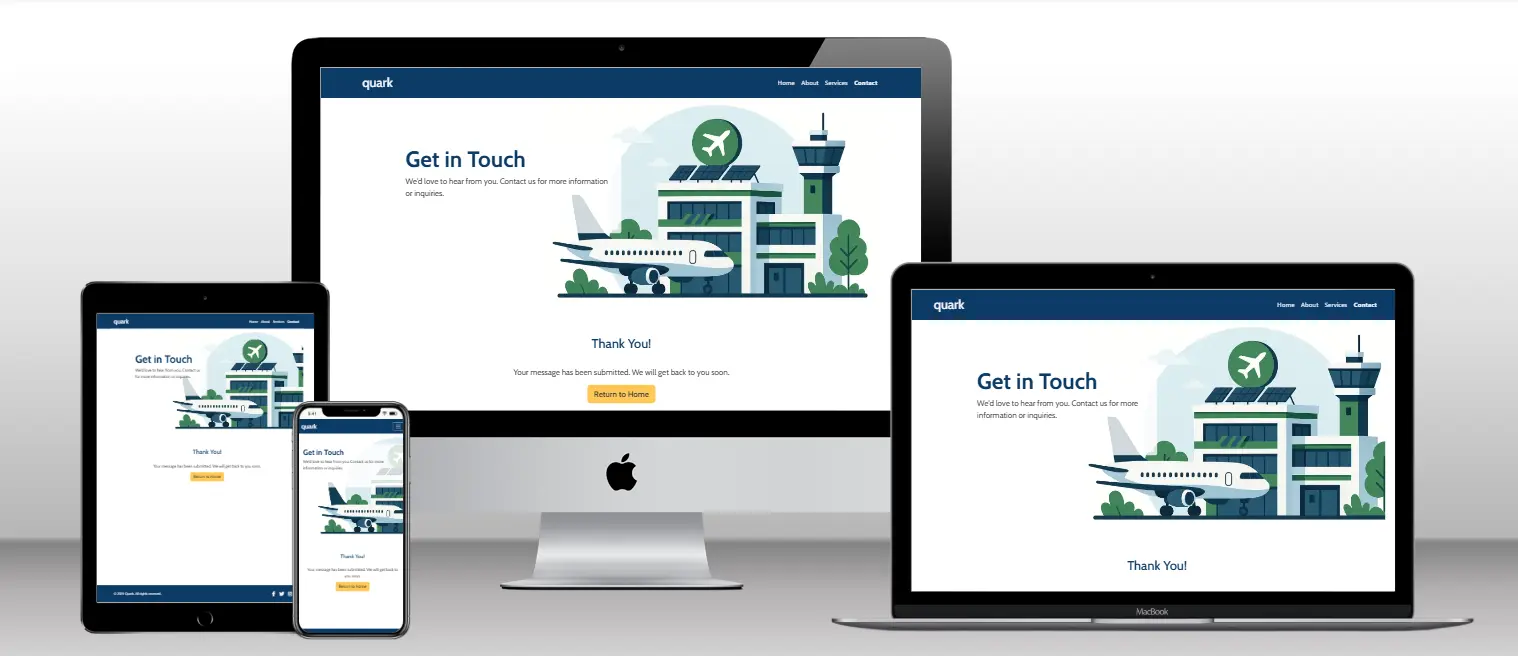 quark
Home About Services Contact
Get in Touch
We'd love to hear from you. Contact us for more information
or inquiries.
Thank You!
Your message has been submitted. We will get back to you soon.
Return to Home
quark
Home About Services Contact
Get in Touch
We'd love to hear from you. Contact us for more
information or inquiries.
Thank You!
MacBook
quark
Home About Services Contact
Get in Touch
We'd love to hear from you. Contact us
for more information or inquiries.
Thank You!
Your message has been submitted. We will get back to you soon.
Return to Home
Quark. All rights reserved.
9:41
quark
Get in Touch
We'd love to hear from you. Contact us for more
information or inquiries.
Thank You!
Your message has been submitted. We will get back to
you soon.
Return to Home